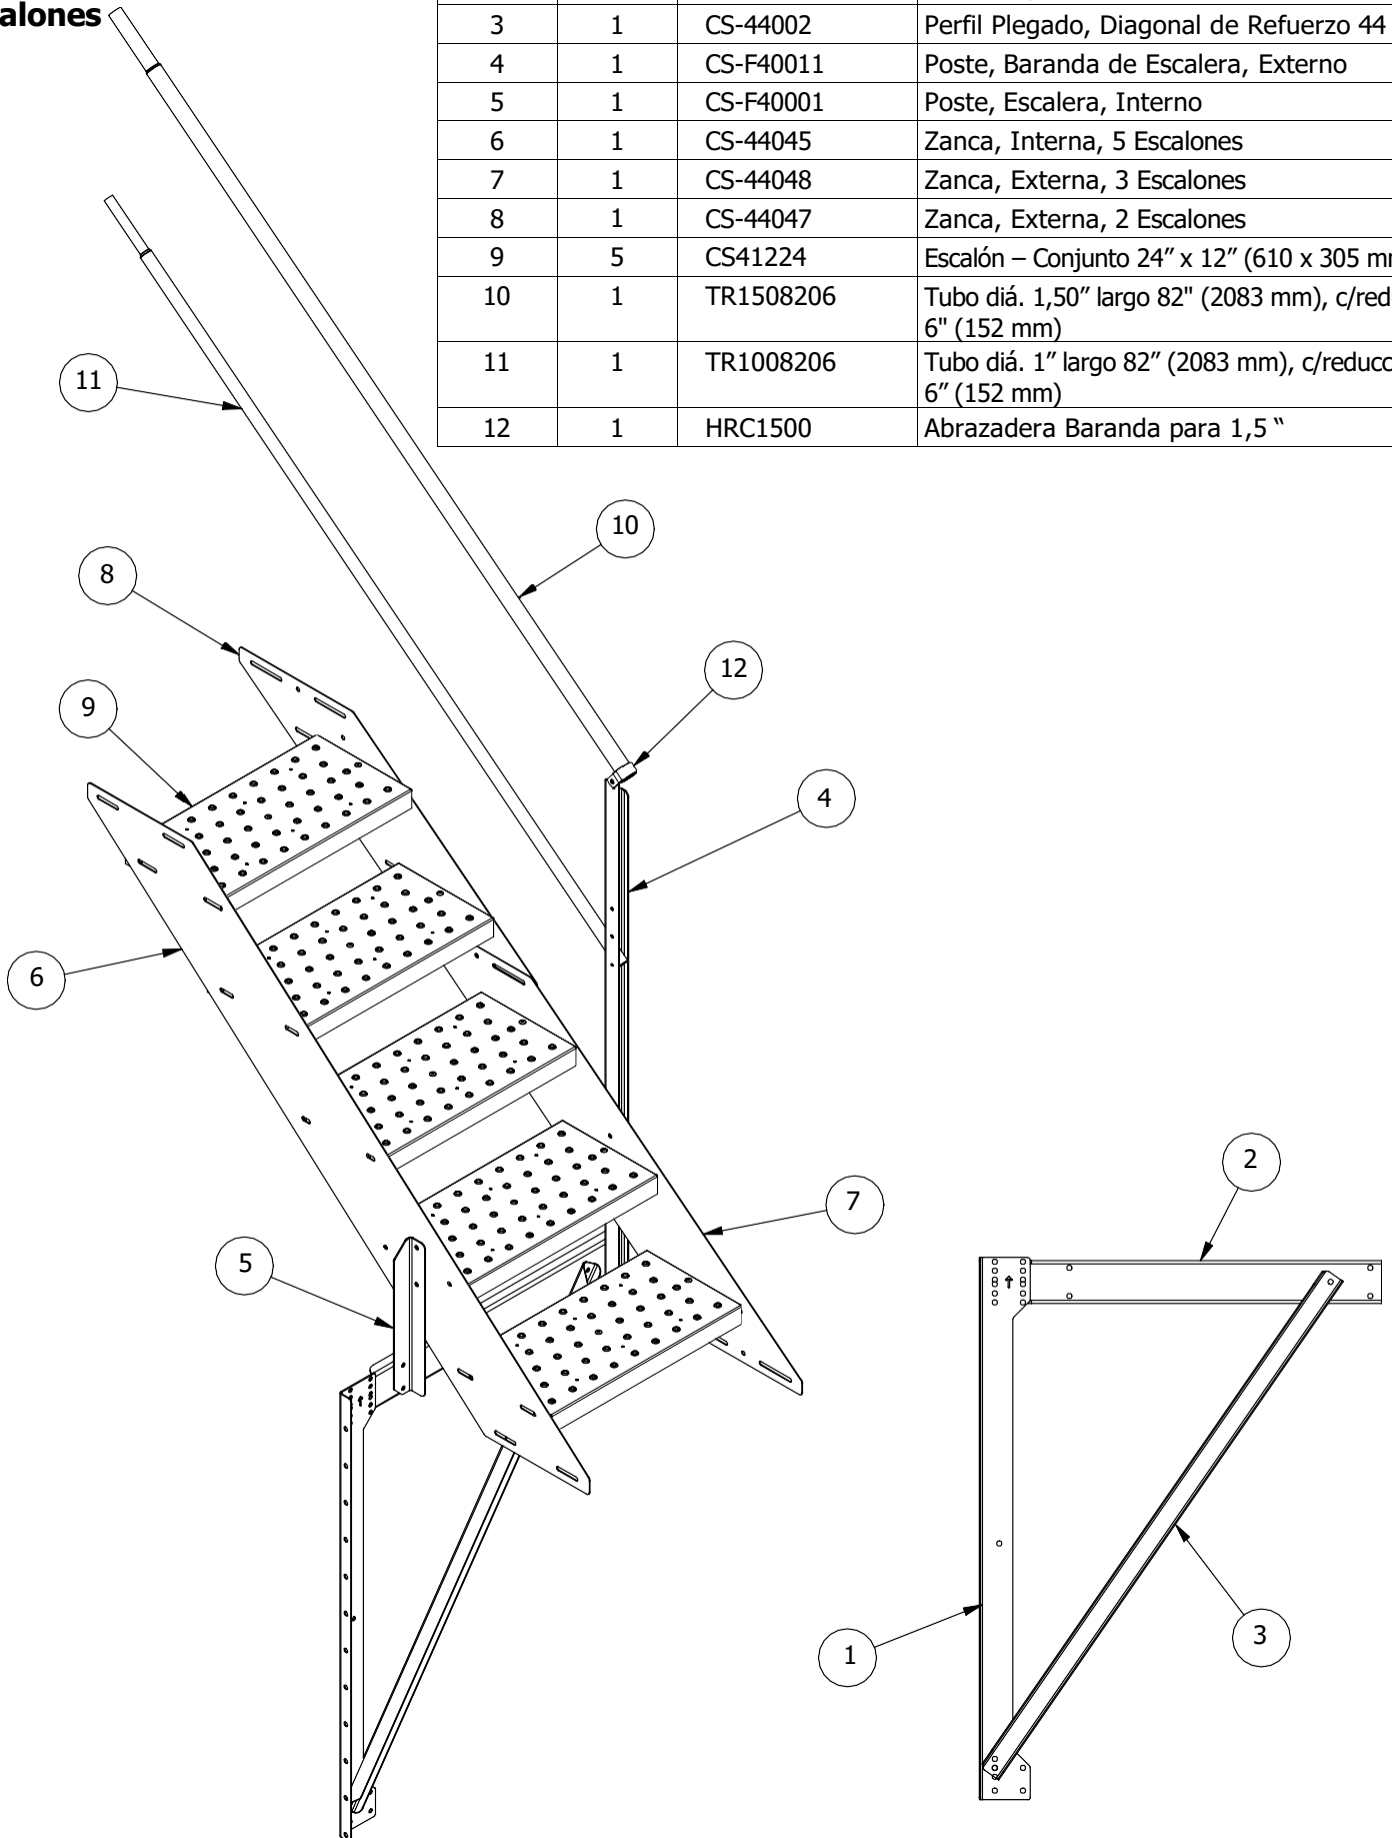 alones
3 1 CS-44002 Perfil Plegado, Diagonal de Refuerzo 44
4 1 CS-F40011 Poste, Baranda de Escalera, Externo
5 1 CS-F40001 Poste, Escalera, Interno
6 1 CS-44045 Zanca, Interna, 5 Escalones
7 1 CS-44048 Zanca, Externa, 3 Escalones
8 1 CS-44047 Zanca, Externa, 2 Escalones
9 5 CS41224 Escalón – Conjunto 24” x 12” (610 x 305 mm
10 1 TR1508206 Tubo diá. 1,50” largo 82" (2083 mm), c/redu
6" (152 mm)
11 1 TR1008206 Tubo diá. 1” largo 82” (2083 mm), c/reducc
6” (152 mm)
12 1 HRC1500 Abrazadera Baranda para 1,5 “
11
10
8
12
9
4
6
2
7
5
1
3